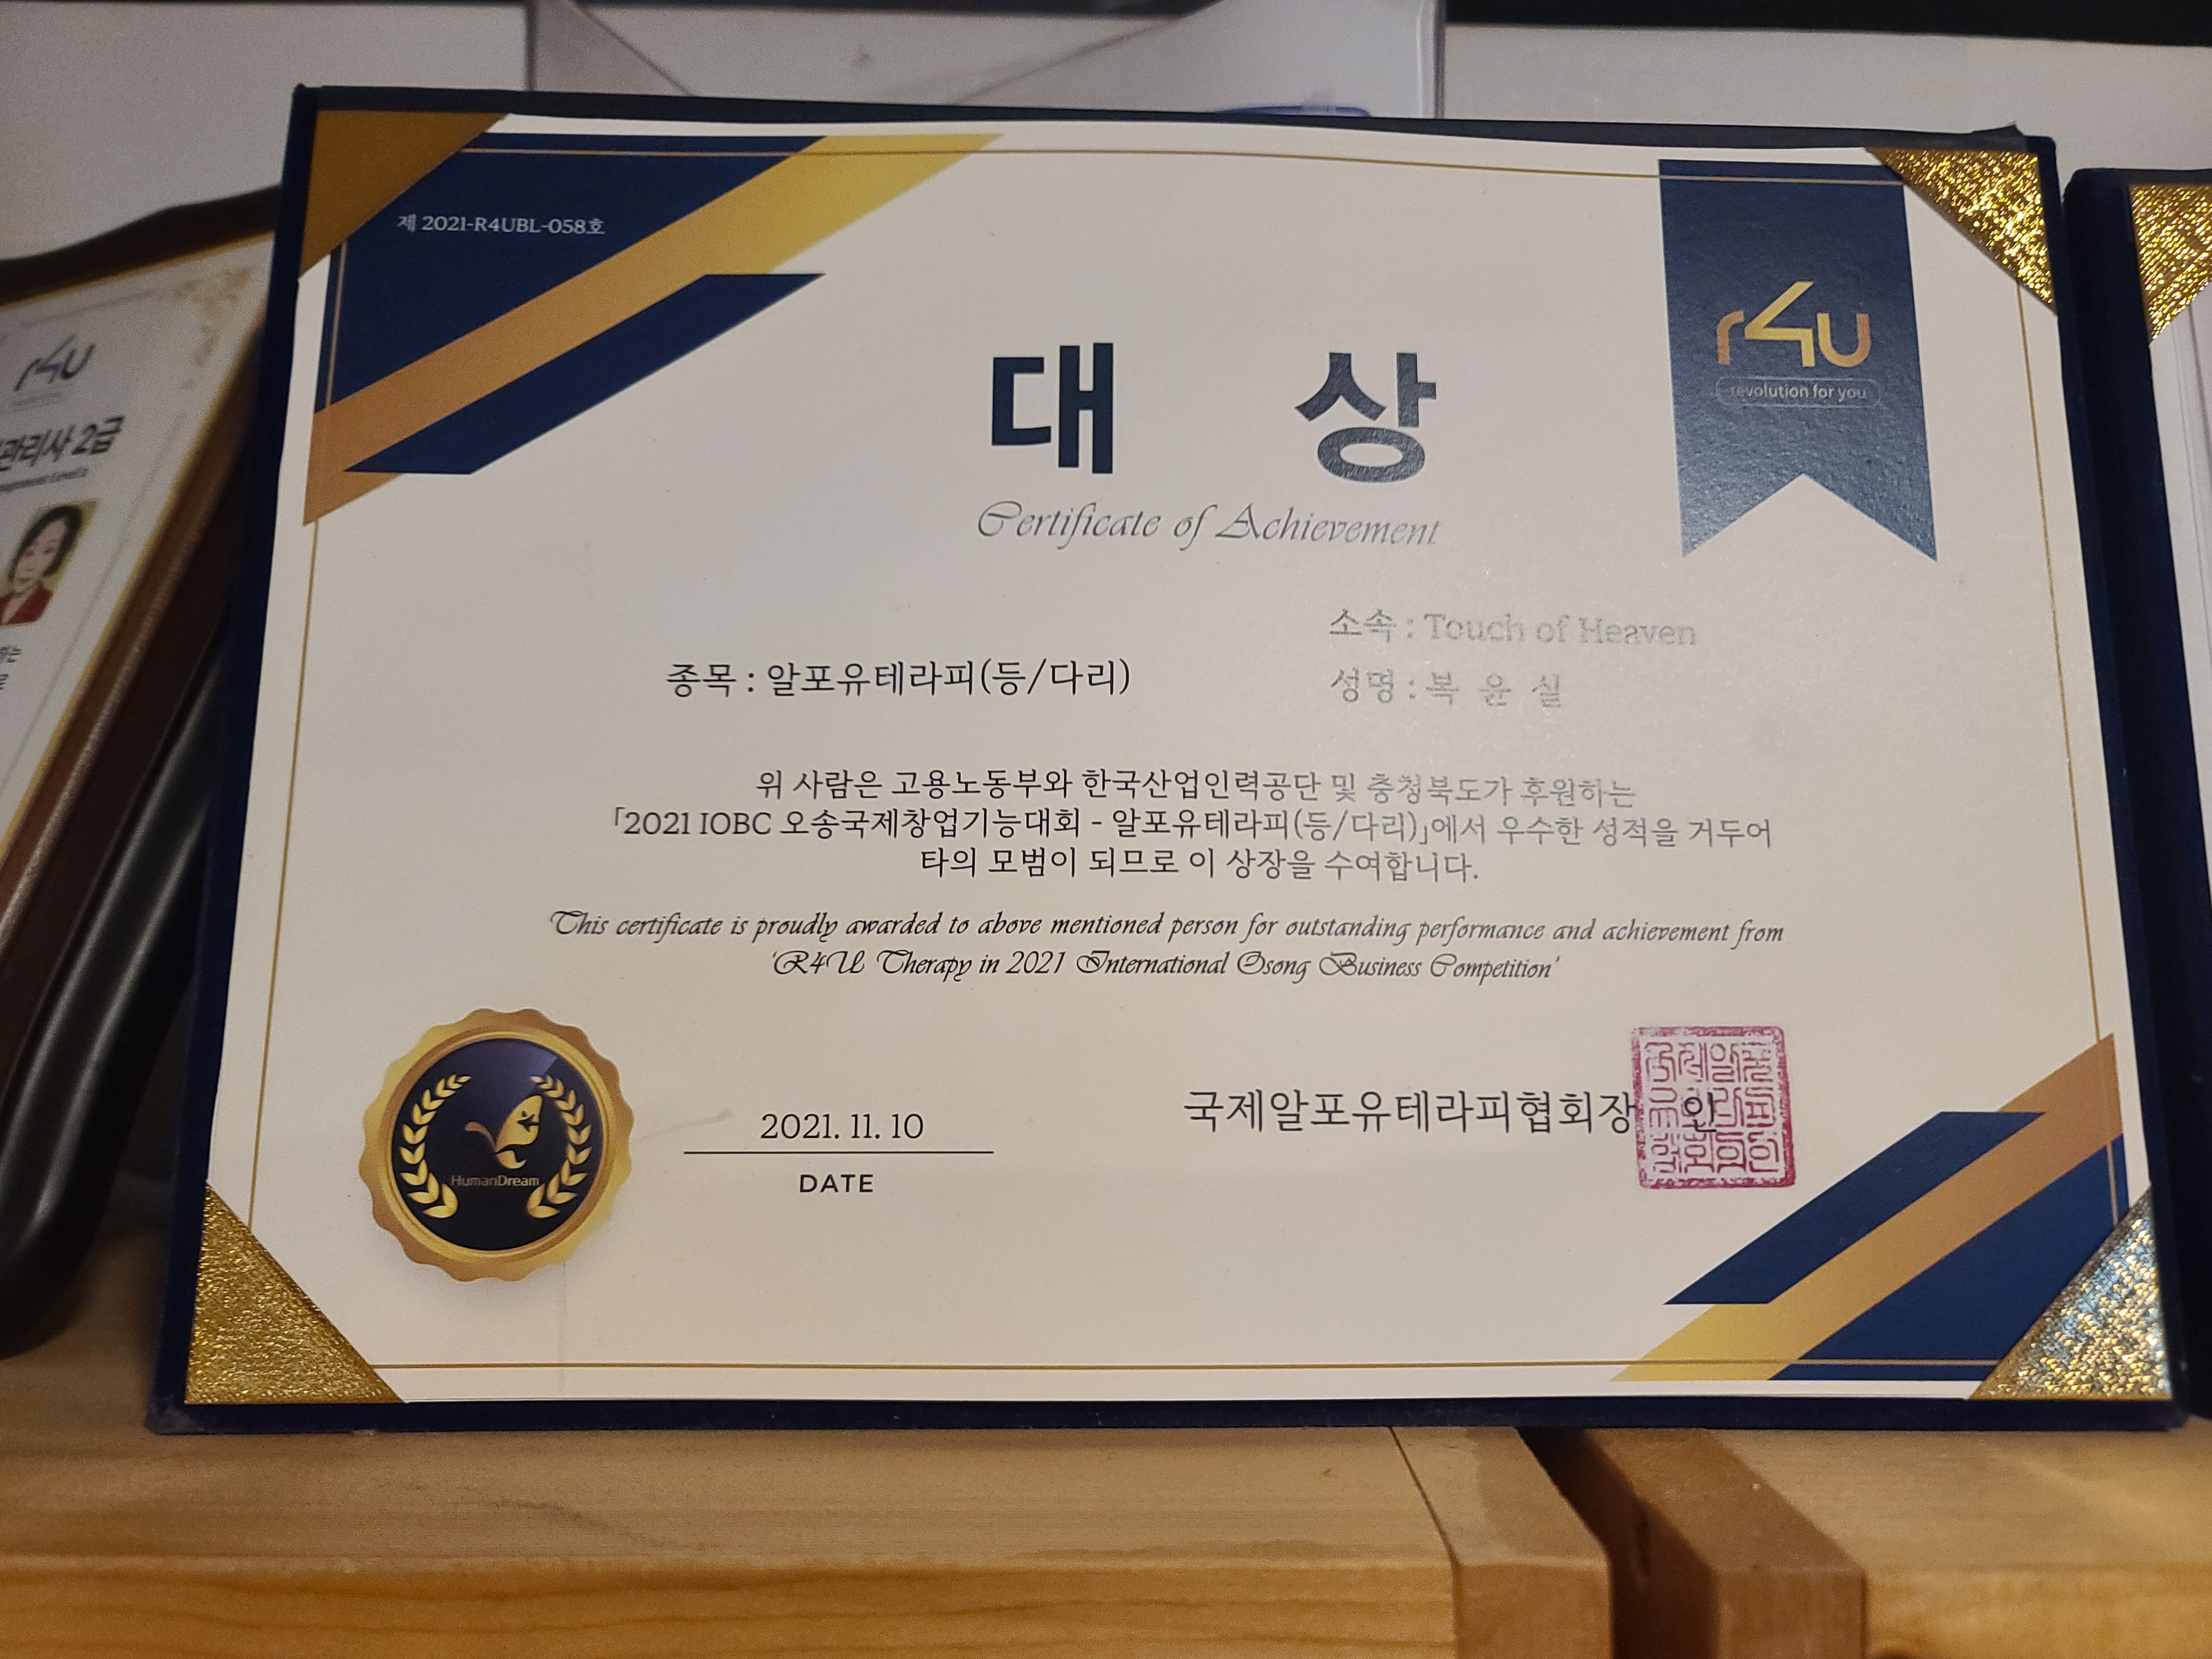 제 2021-R4UBL-058호
r4u
revolution for you
대 상
Certificate of Achievement
소속 : Touch of Heaven
종목 : 알포유테라피(등/다리)
성명 : 복 윤 실
위 사람은 고용노동부와 한국산업인력공단 및 충청북도가 후원하는
「2021 IOBC 오송국제창업기능대회 - 알포유테라피(등/다리)」에서 우수한 성적을 거두어
타의 모범이 되므로 이 상장을 수여합니다.
This certificate is proudly awarded to above mentioned person for outstanding performance and achievement from
'R4U Therapy in 2021 International Osong Business Competition'
HumanDream
2021. 11. 10
DATE
국제알포유테라피협회장 인
r4u
관리사 2급